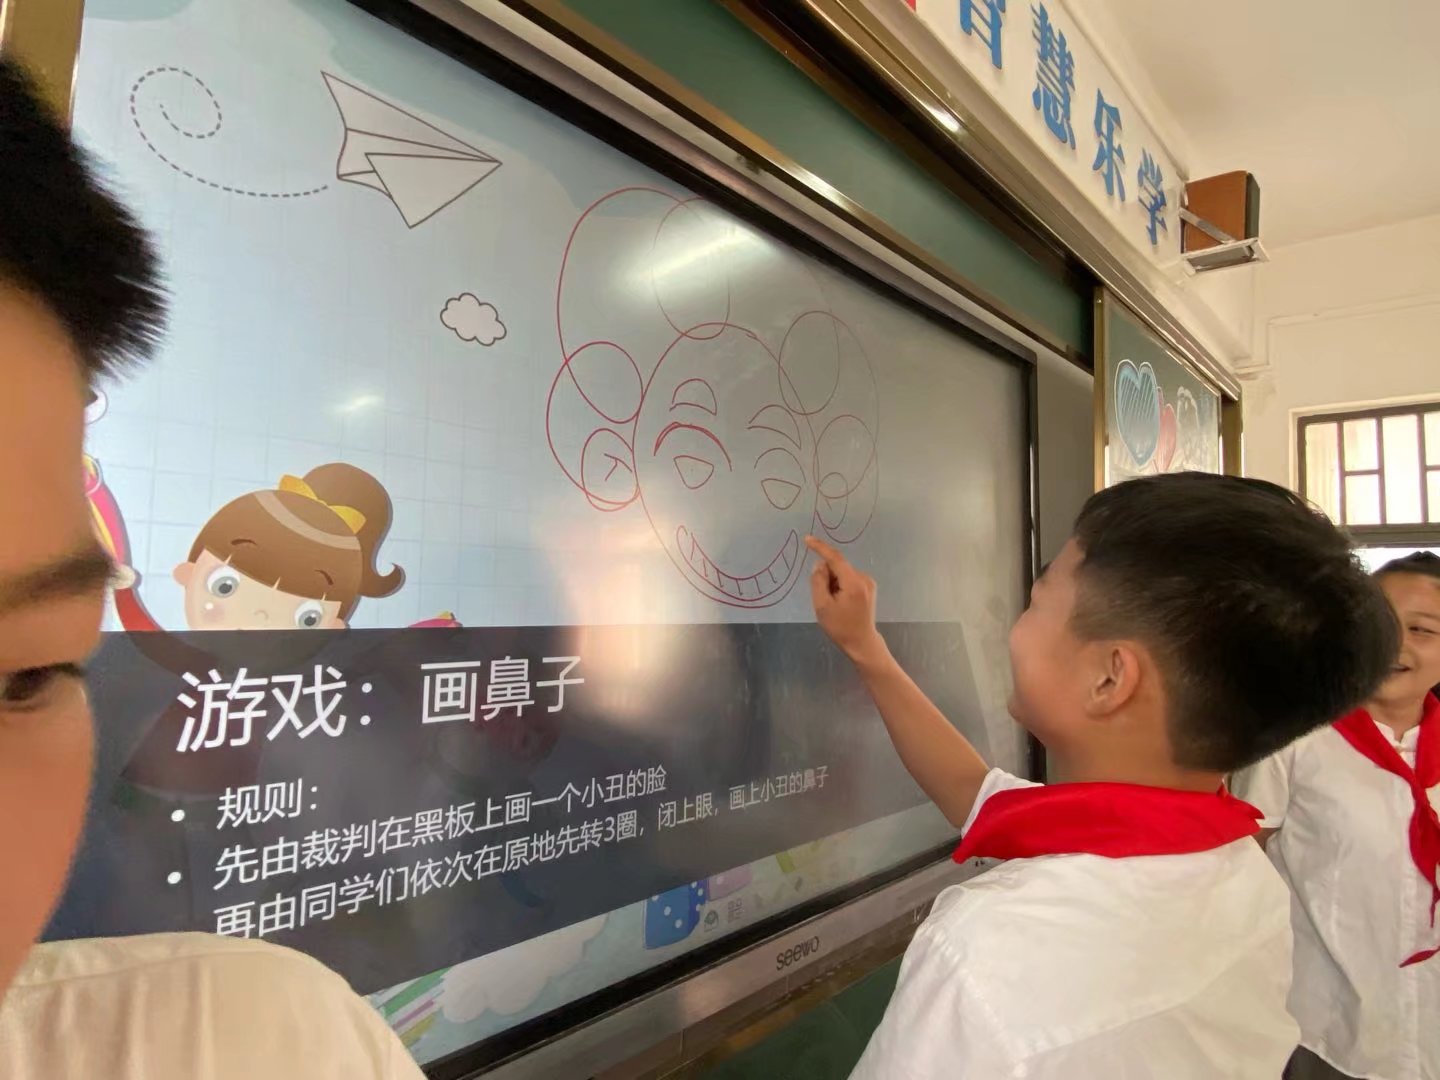 智慧乐学
游戏：画鼻子
• 规则：
• 先由裁判在黑板上画一个小丑的脸
再由同学们依次在原地先转3圈，闭上眼，画上小丑的鼻子
seewo